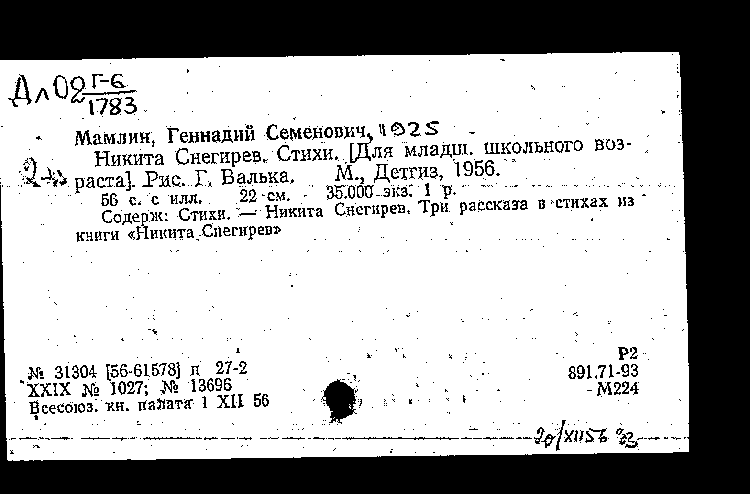 Дл02 Г-6
1783
Мамлин, Геннадий Семенович, 1925
Никита Снегирев. Стихи. [Для младш. школьного воз-
раста]. Рис. Г. Валька. М., Детгиз, 1956.
56 с. с илл. 22 см. 35.000 экз. 1 р.
Содерж: Стихи. — Никита Снегирев. Три рассказа в стихах из
книги «Никита Снегирев»
Р2
№ 31304 [56-61578] п 27-2
891.71-93
XXIX № 1027; № 13696
М224
Всесоюз. кн. палата 1 XII 56
20/XII 56